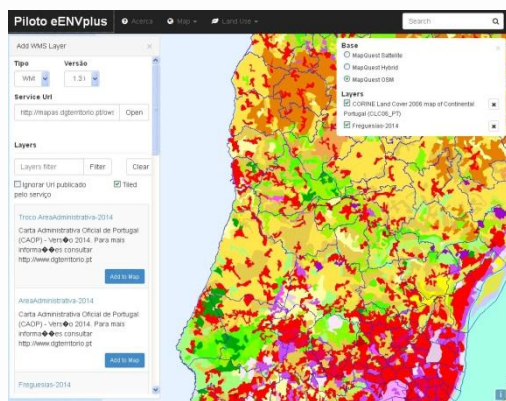 Piloto eENVplus
Acerca
Map
Land Use
Search
Add WMS Layer
×
Tipo
Versão
WM
1.3.
Service Url
http://mapas.dgterritorio.pt/ows
Open
Layers
Layers filter
Filter
Clear
Ignorar Url publicado pelo serviço
Tiled
Troco AreaAdministrativa-2014
Carta Administrativa Oficial de Portugal
(CAOP) - Vers�o 2014. Para mais
informa��es consultar
http://www.dgterritorio.pt
Add to Map
AreaAdministrativa-2014
Carta Administrativa Oficial de Portugal
(CAOP) - Vers�o 2014. Para mais
informa��es consultar
http://www.dgterritorio.pt
Add to Map
Freguesias-2014
Base
×
MapQuest Satellite
MapQuest Hybrid
MapQuest OSM
Layers
CORINE Land Cover 2006 map of Continental
Portugal (CLC06_PT)
Freguesias-2014
i